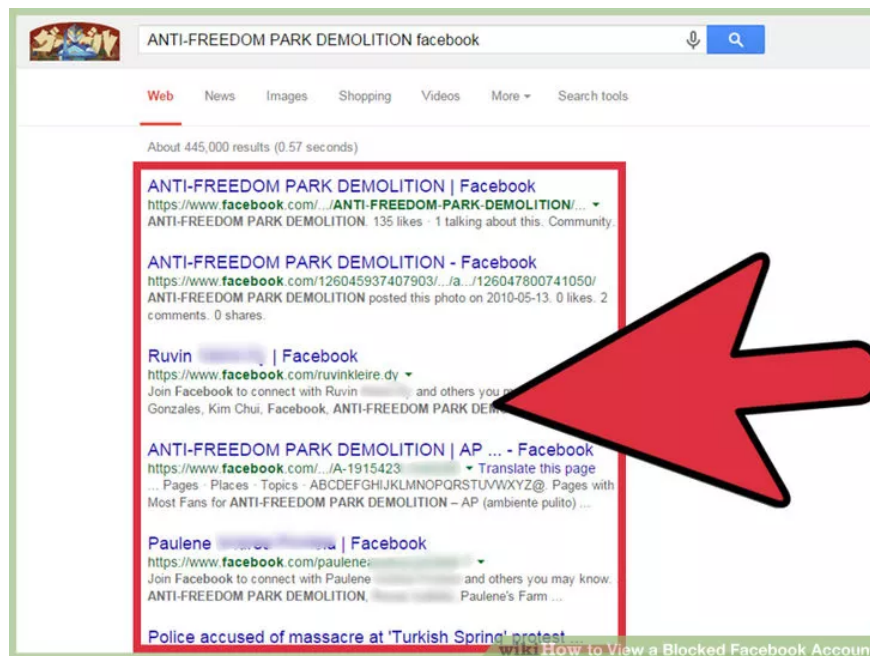 グーグル
ANTI-FREEDOM PARK DEMOLITION facebook
Web News Images Shopping Videos More Search tools
About 445,000 results (0.57 seconds)
ANTI-FREEDOM PARK DEMOLITION | Facebook
https://www.facebook.com/.../ANTI-FREEDOM-PARK-DEMOLITION/...
ANTI-FREEDOM PARK DEMOLITION. 135 likes · 1 talking about this. Community.
ANTI-FREEDOM PARK DEMOLITION - Facebook
https://www.facebook.com/126045937407903/.../a.../126047800741050/
ANTI-FREEDOM PARK DEMOLITION posted this photo on 2010-05-13. 0 likes. 2
comments. 0 shares.
Ruvin | Facebook
https://www.facebook.com/ruvinkleire.dy
Join Facebook to connect with Ruvin and others you
Gonzales, Kim Chui, Facebook, ANTI-FREEDOM PARK
ANTI-FREEDOM PARK DEMOLITION | AP ... - Facebook
https://www.facebook.com/.../A-1915423 Translate this page
... Pages · Places · Topics · ABCDEFGHIJKLMNOPQRSTUVWXYZ@. Pages with
Most Fans for ANTI-FREEDOM PARK DEMOLITION – AP (ambiente pulito) ...
Paulene | Facebook
https://www.facebook.com/paulene
Join Facebook to connect with Paulene and others you may know.
ANTI-FREEDOM PARK DEMOLITION, Paulene's Farm ...
Police accused of massacre at 'Turkish Spring' protest ...
wikiHow to View a Blocked Facebook Accoun